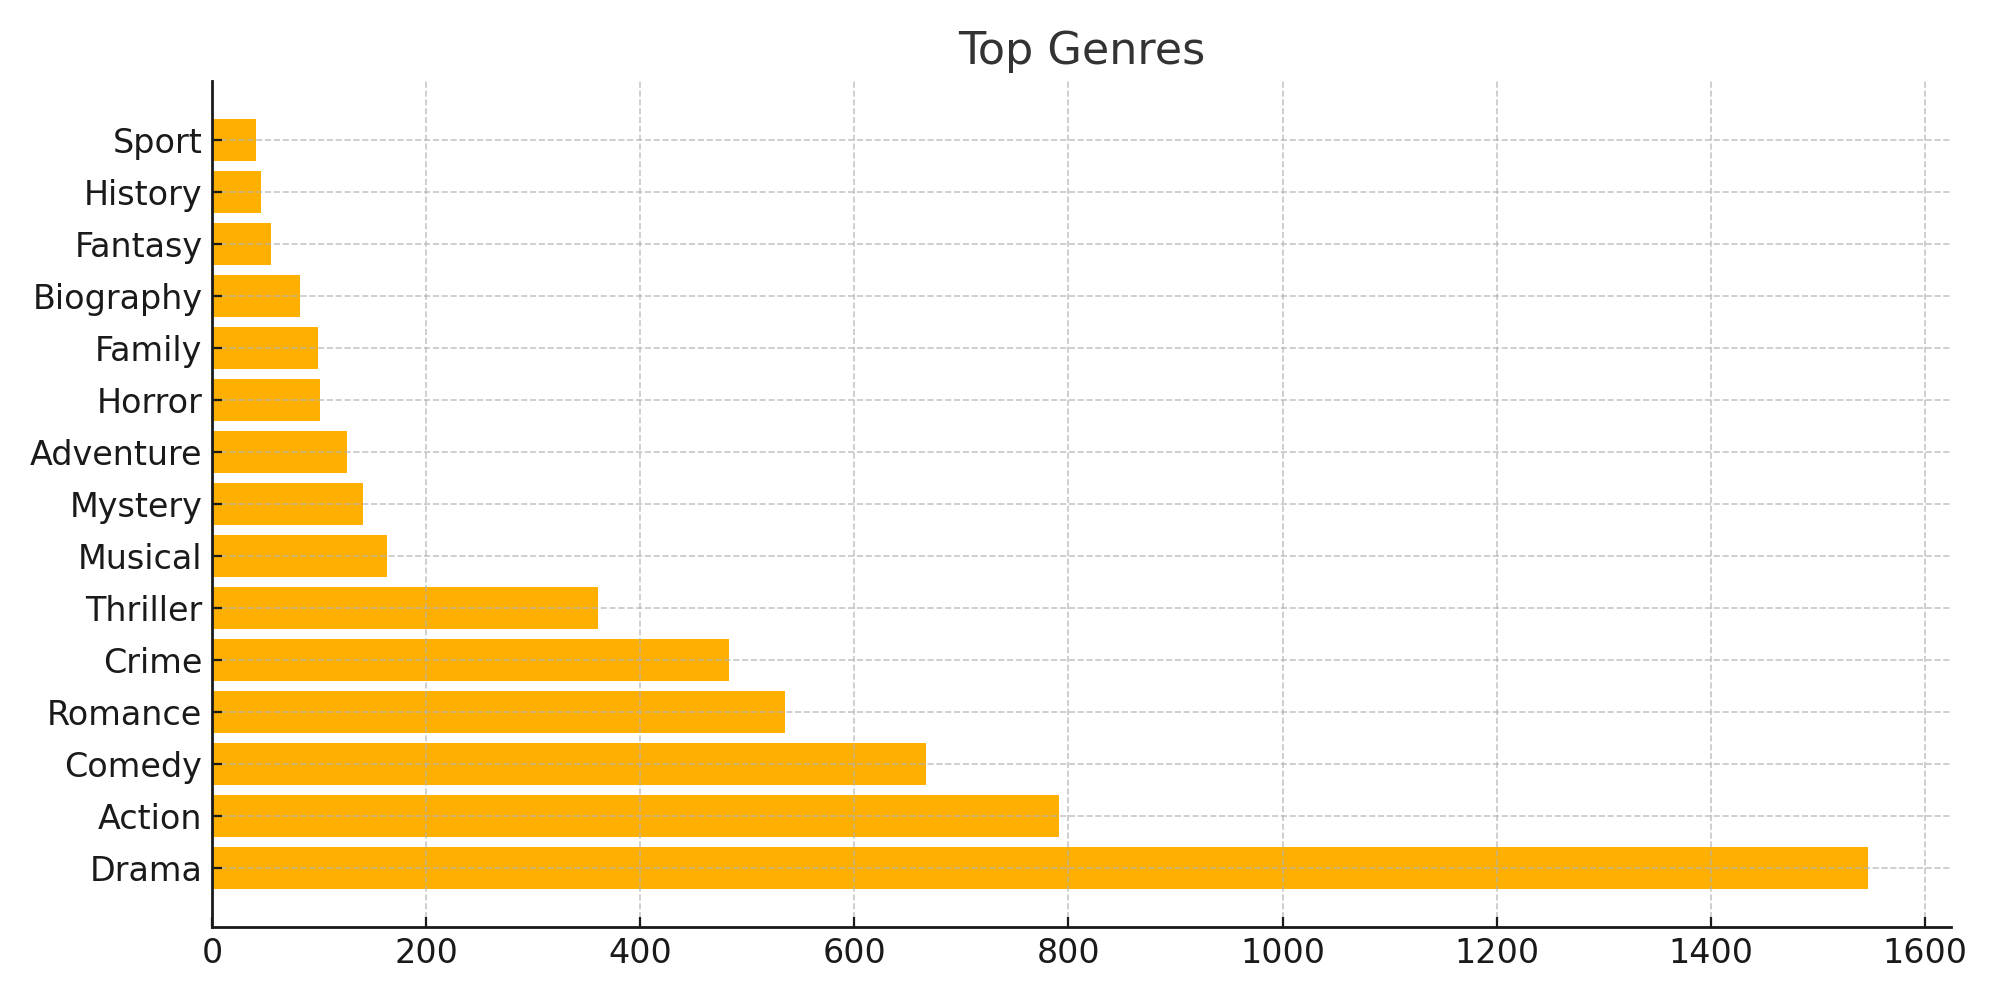 Top Genres
Sport
History
Fantasy
Biography
Family
Horror
Adventure
Mystery
Musical
Thriller
Crime
Romance
Comedy
Action
Drama
0 200 400 600 800 1000 1200 1400 1600